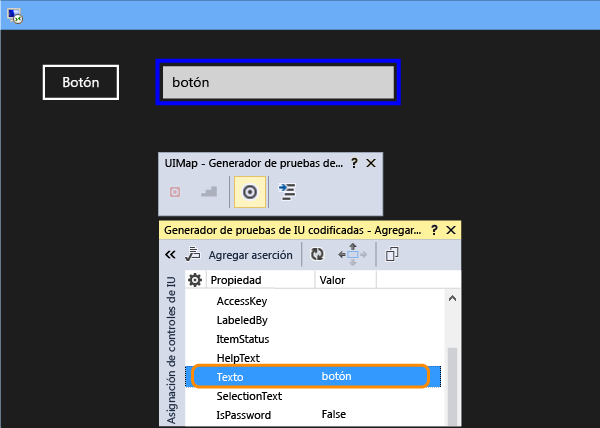 Botón
botón
UIMap - Generador de pruebas de... ? ✕
Generador de pruebas de IU codificadas - Agregar... ? ✕
« Agregar aserción
Asignación de controles de IU
Propiedad Valor
AccessKey
LabeledBy
ItemStatus
HelpText
Texto botón
SelectionText
IsPassword False